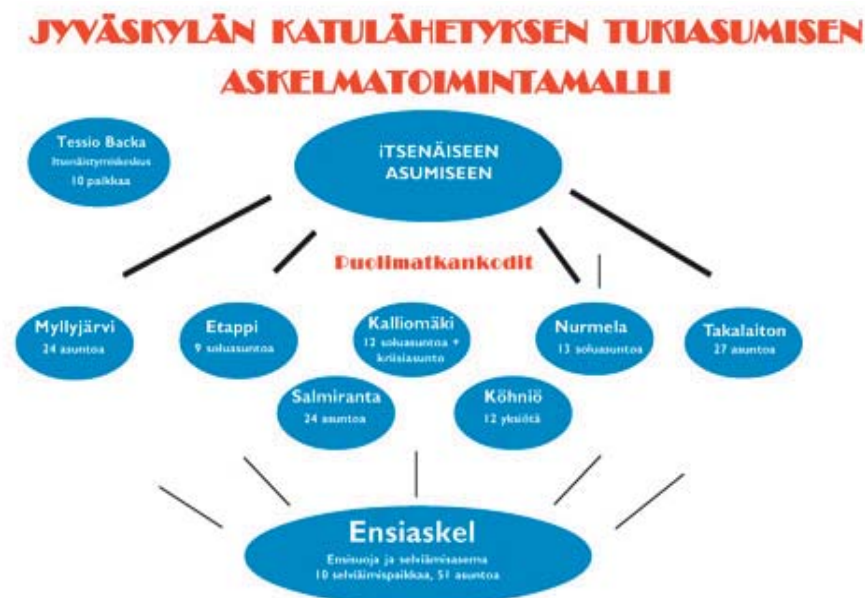 JYVÄSKYLÄN KATULÄHETYKSEN TUKIASUMISEN
ASKELMATOIMINTAMALLI
Tessio Backa
Itsenäistymiskeskus
10 paikkaa
iTSENÄISEEN
ASUMISEEN
Puolimatkankodit
Myllyjärvi
24 asuntoa
Etappi
9 soluasuntoa
Kalliomäki
12 soluasuntoa +
kriisiasunto
Nurmela
13 soluasuntoa
Takalaiton
27 asuntoa
Salmiranta
24 asuntoa
Köhniö
12 yksiötä
Ensiaskel
Ensisuoja ja selviämisasema
10 selviämispaikkaa, 51 asuntoa